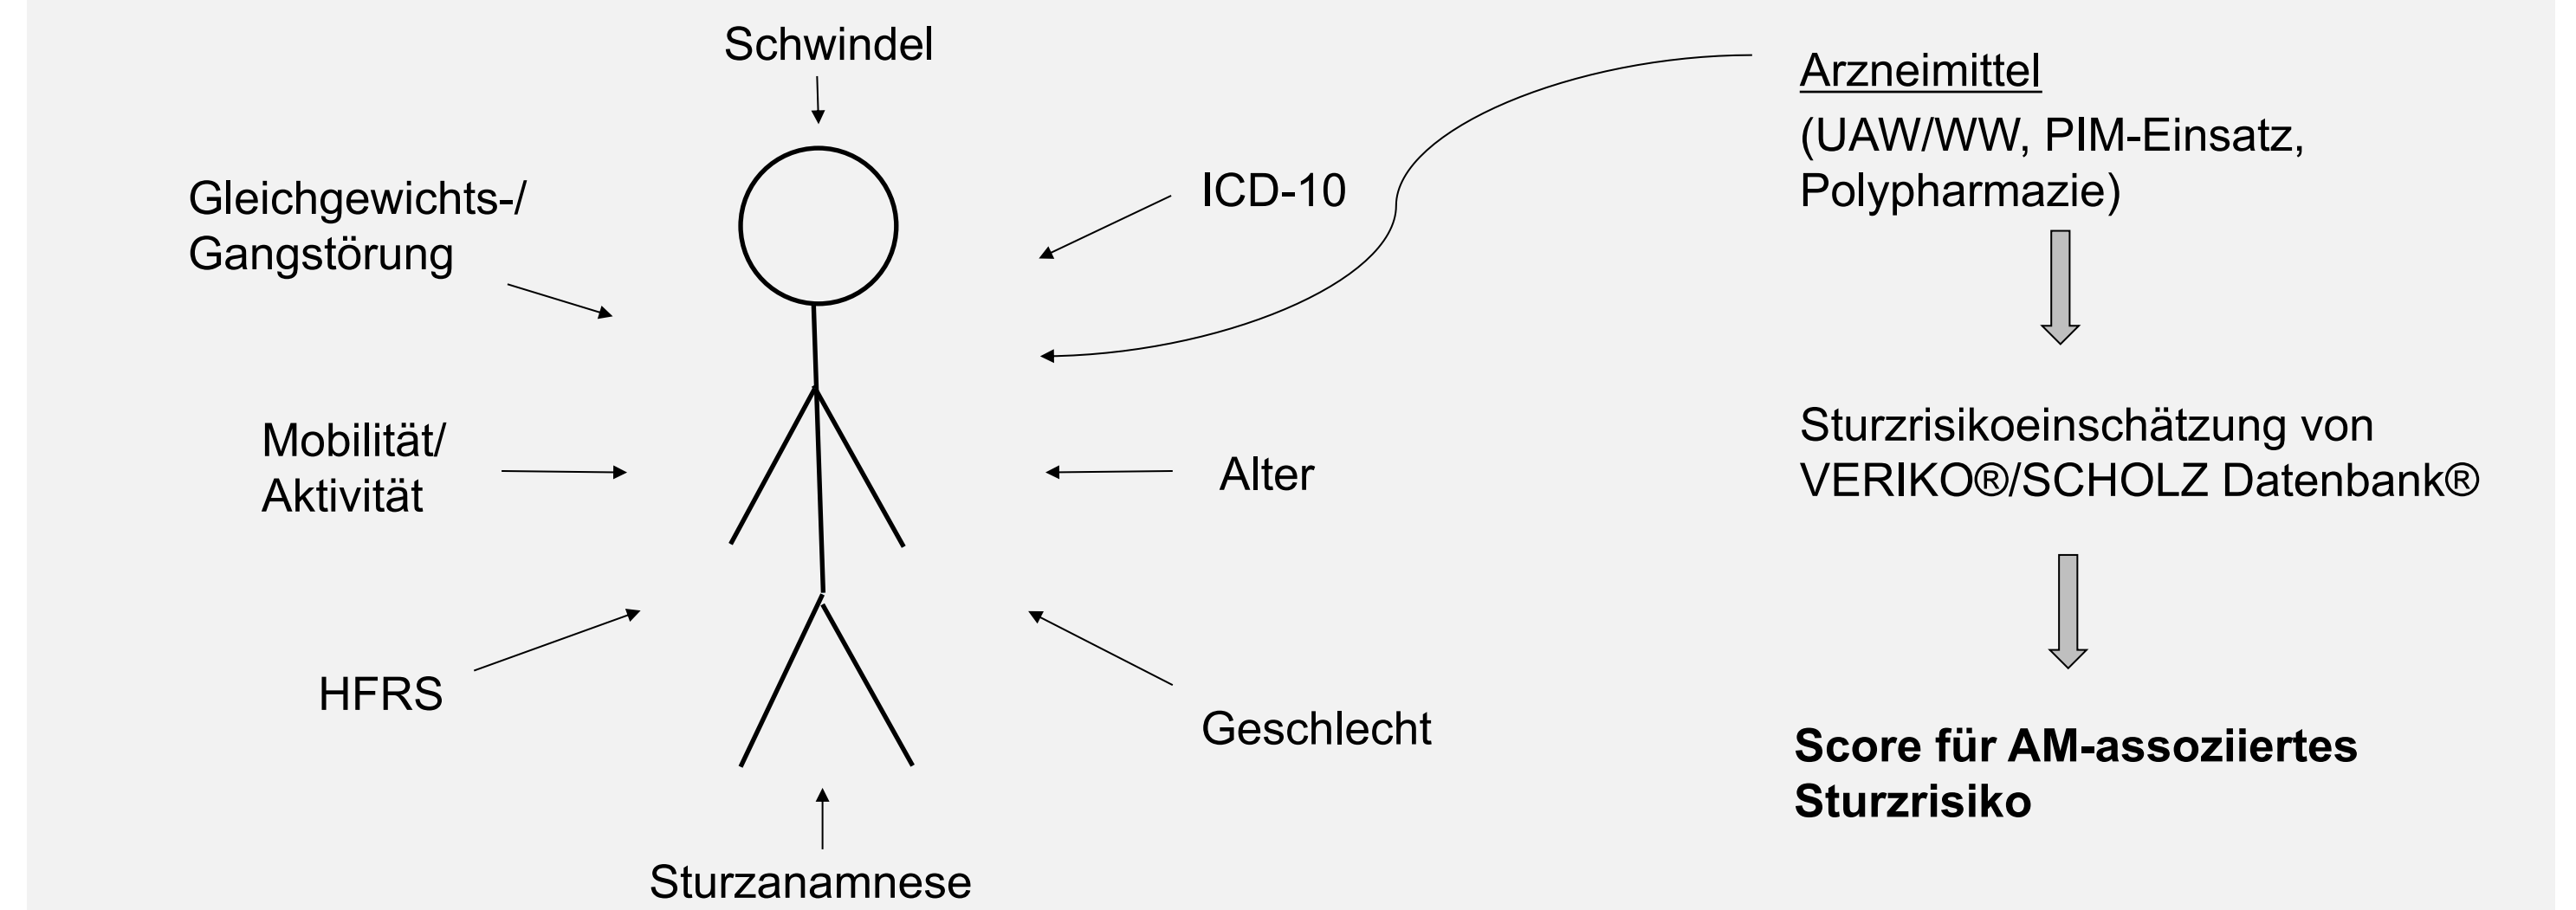 Schwindel
Gleichgewichts-/
Gangstörung
Mobilität/
Aktivität
HFRS
Sturzanamnese
ICD-10
Alter
Geschlecht
Arzneimittel
(UAW/WW, PIM-Einsatz,
Polypharmazie)
Sturzrisikoeinschätzung von
VERIKO®/SCHOLZ Datenbank®
Score für AM-assoziiertes
Sturzrisiko